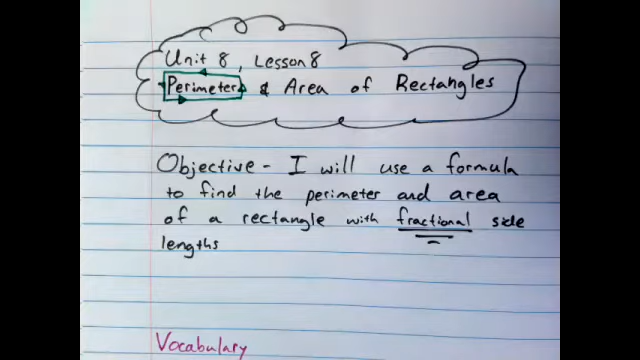 Unit 8, Lesson 8
Perimeter & Area of Rectangles
Objective - I will use a formula
to find the perimeter and area
of a rectangle with fractional side
lengths
Vocabulary